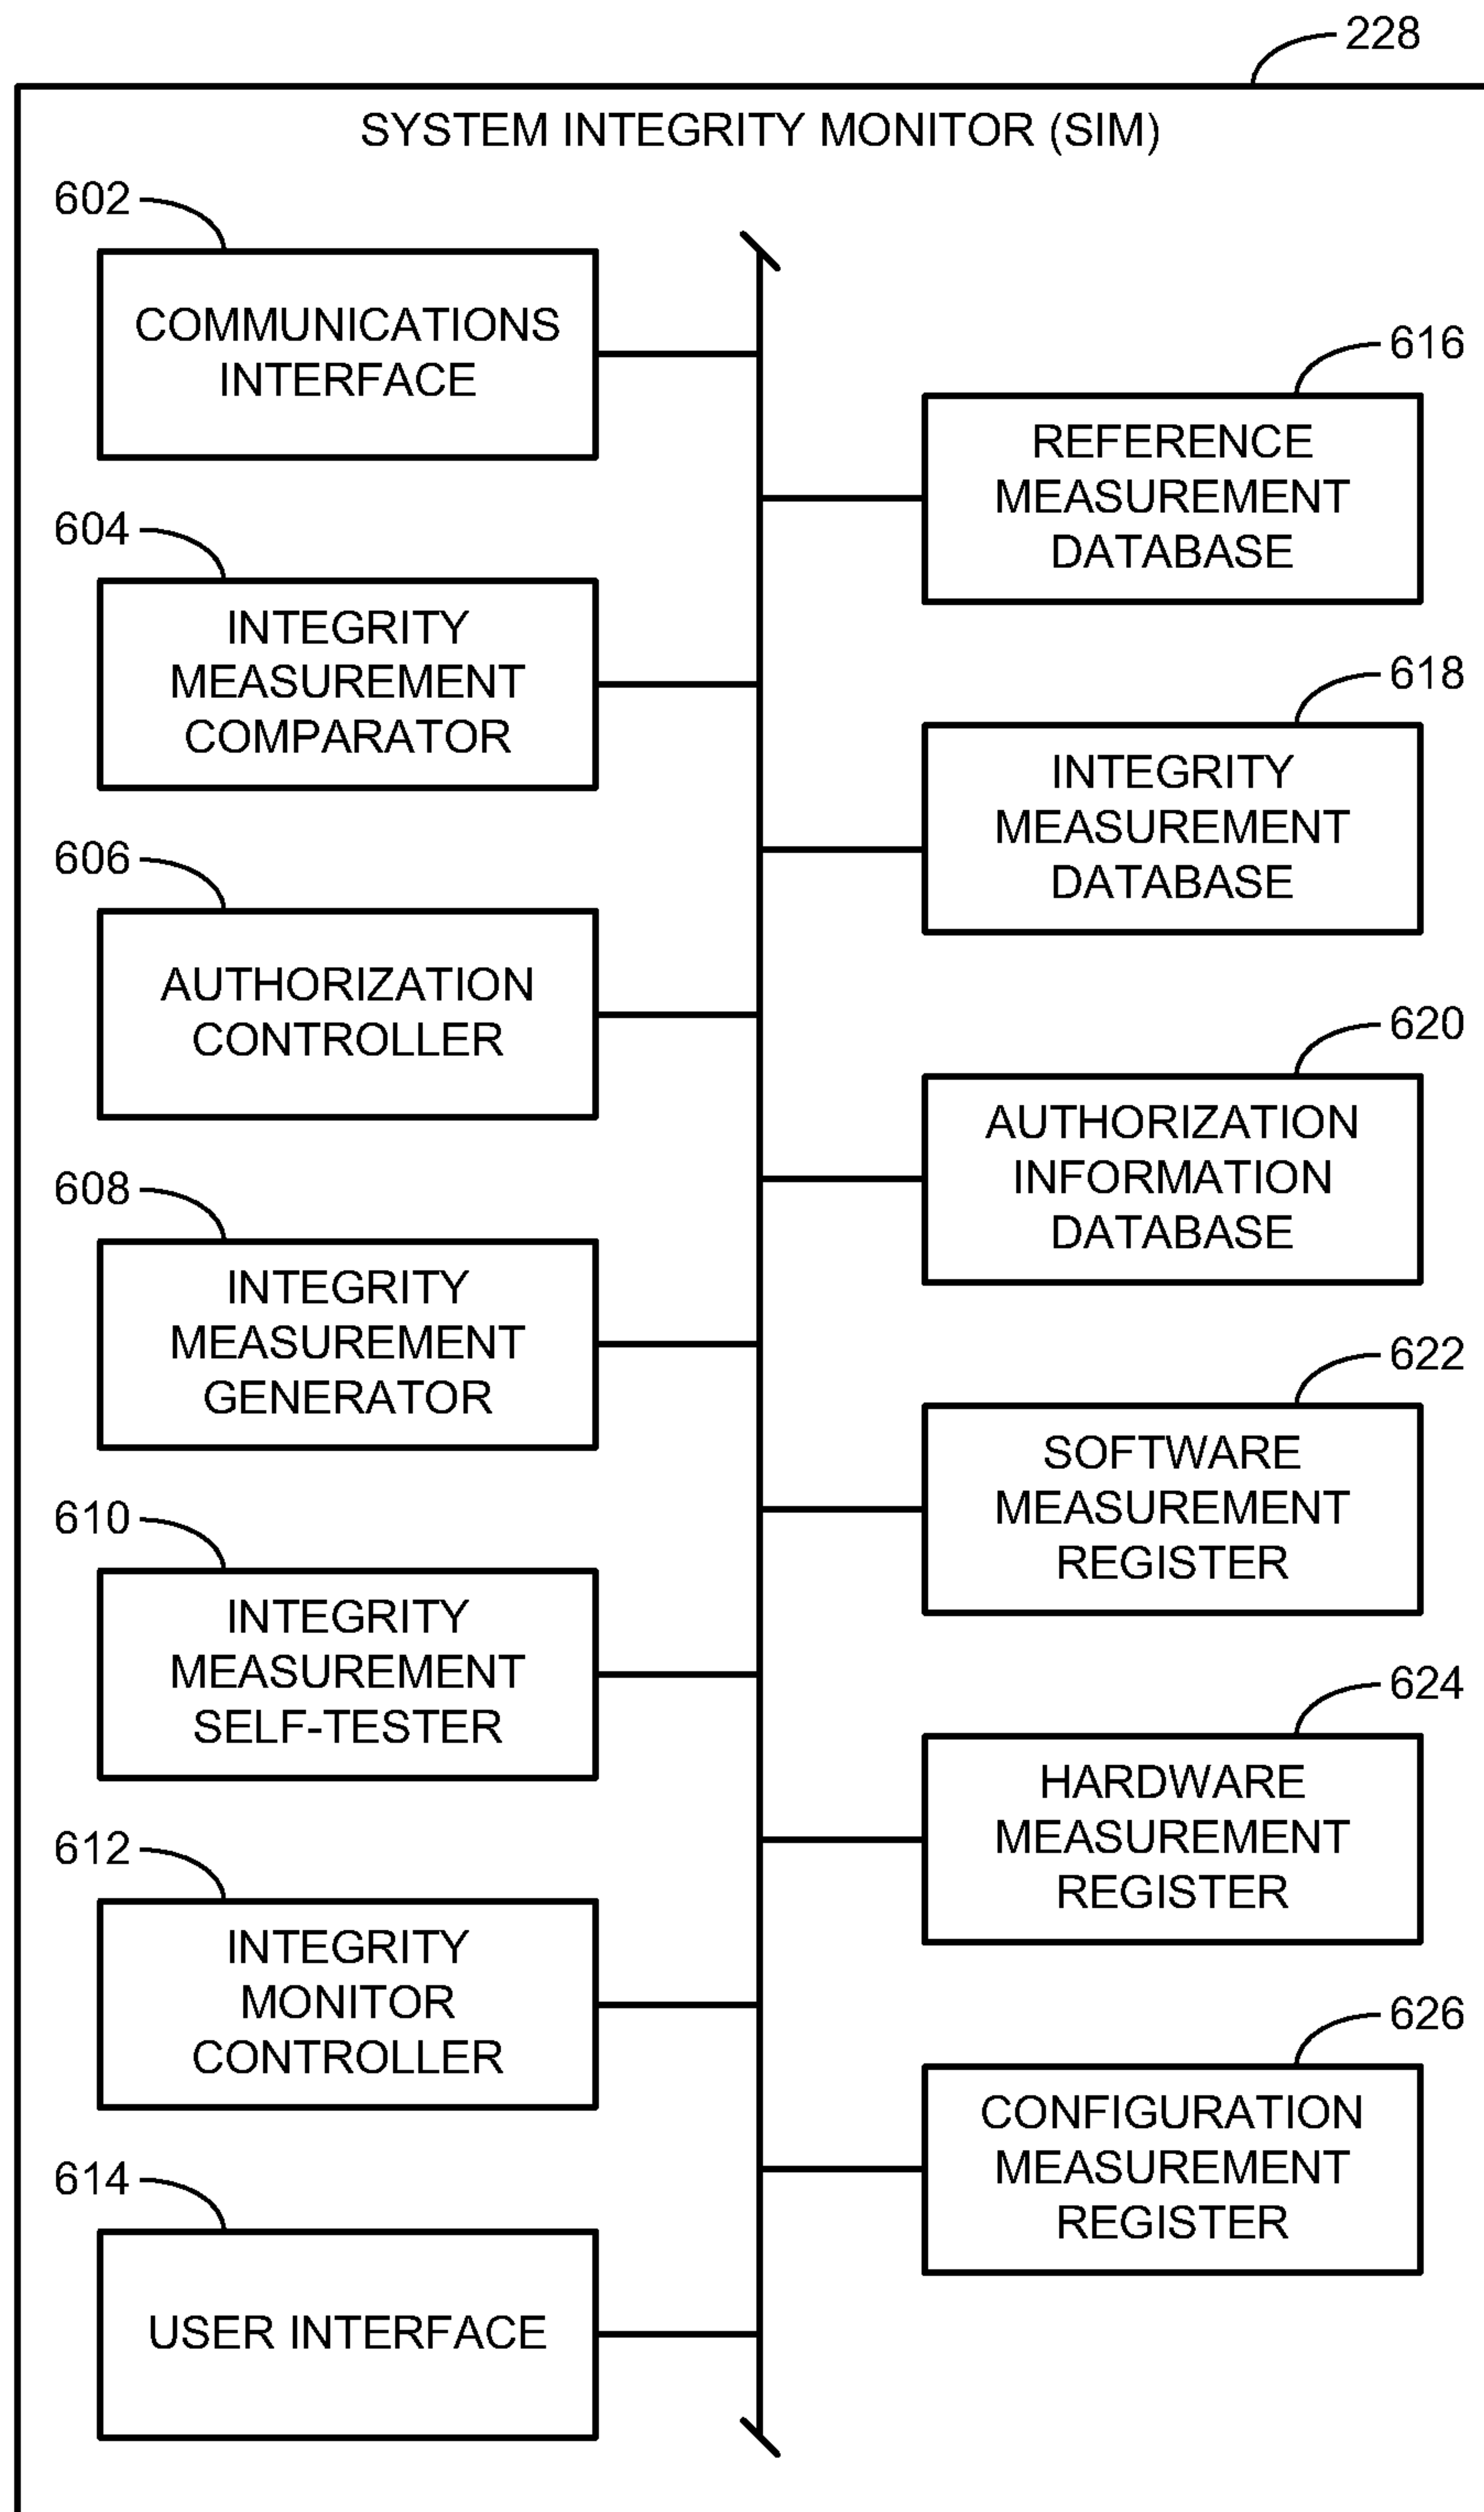 228
SYSTEM INTEGRITY MONITOR (SIM)
602
COMMUNICATIONS
INTERFACE
604
INTEGRITY
MEASUREMENT
COMPARATOR
606
AUTHORIZATION
CONTROLLER
608
INTEGRITY
MEASUREMENT
GENERATOR
610
INTEGRITY
MEASUREMENT
SELF-TESTER
612
INTEGRITY
MONITOR
CONTROLLER
614
USER INTERFACE
616
REFERENCE
MEASUREMENT
DATABASE
618
INTEGRITY
MEASUREMENT
DATABASE
620
AUTHORIZATION
INFORMATION
DATABASE
622
SOFTWARE
MEASUREMENT
REGISTER
624
HARDWARE
MEASUREMENT
REGISTER
626
CONFIGURATION
MEASUREMENT
REGISTER